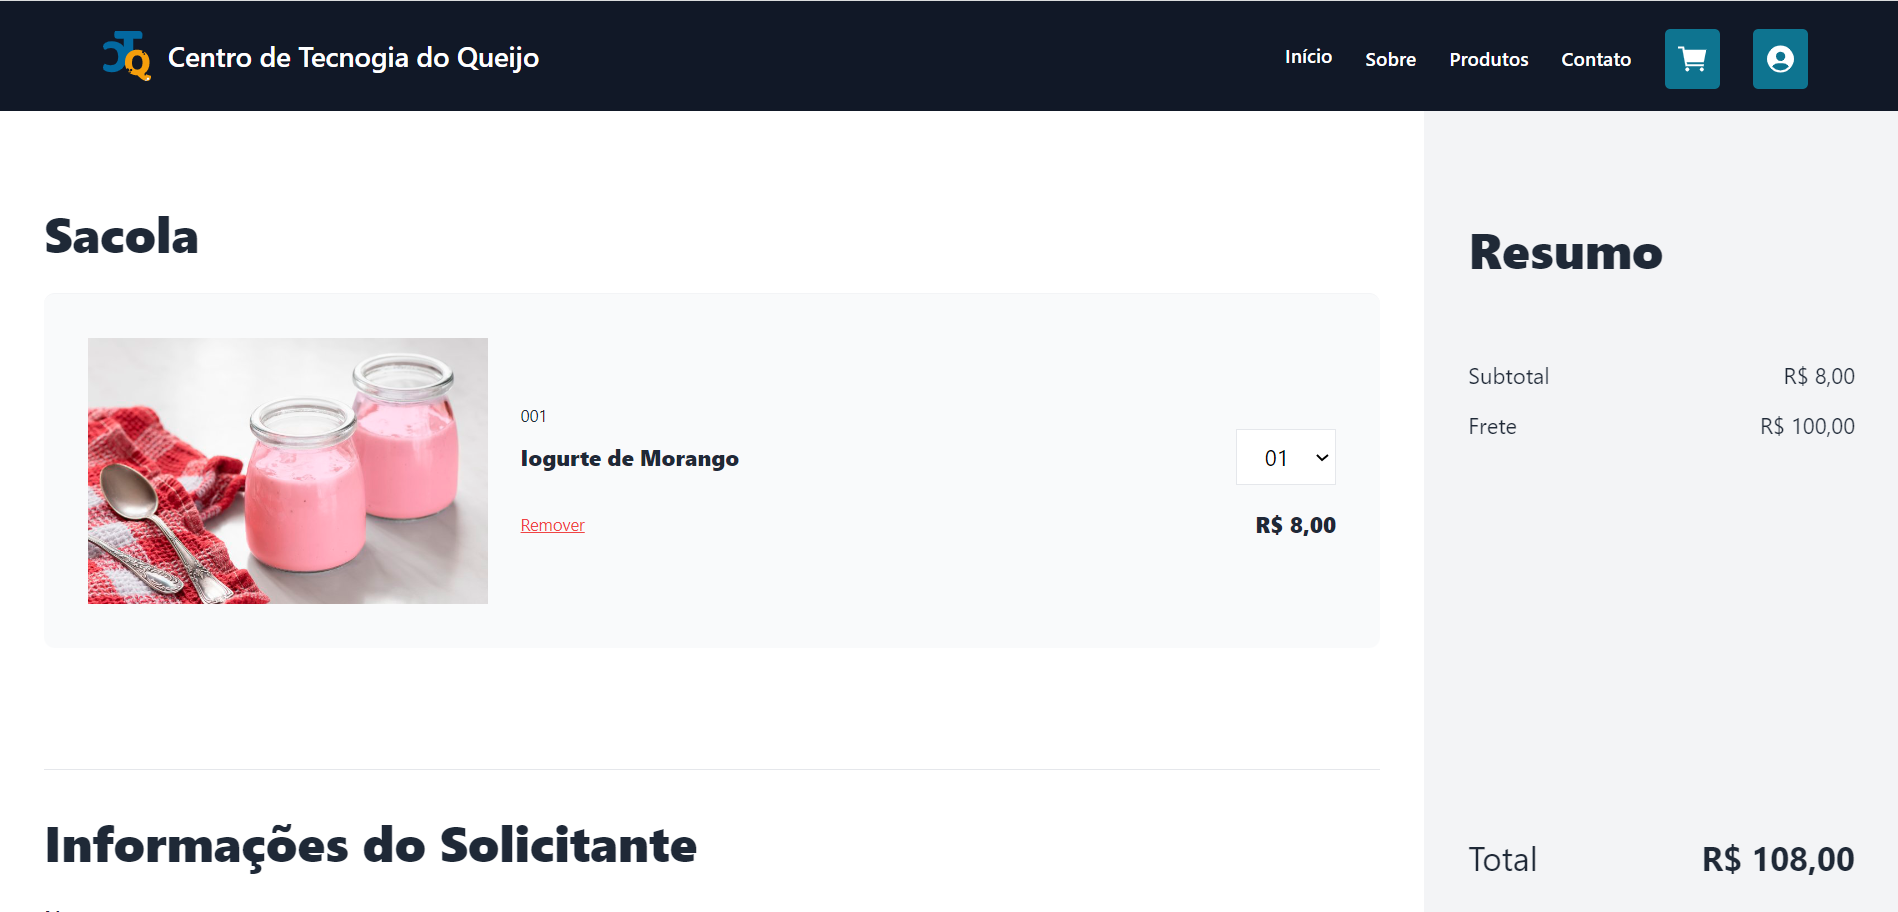 CTQ
Centro de Tecnogia do Queijo
Início
Sobre
Produtos
Contato
Sacola
001
Iogurte de Morango
01
Remover
R$ 8,00
Informações do Solicitante
Resumo
Subtotal
R$ 8,00
Frete
R$ 100,00
Total
R$ 108,00